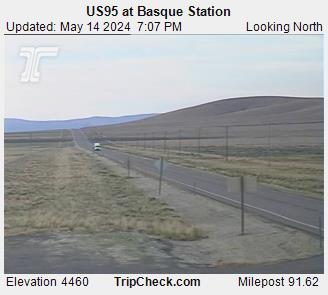 US95 at Basque Station
Updated: May 14 2024 7:07 PM Looking North
Elevation 4460 TripCheck.com Milepost 91.62